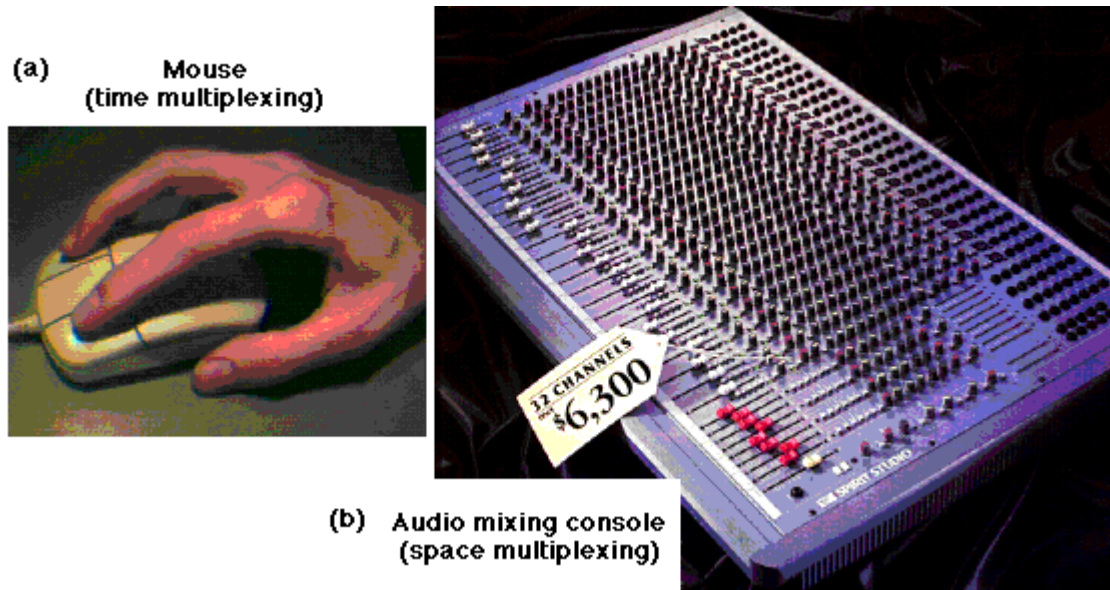 (a) Mouse
(time multiplexing)
32 CHANNELS
$6,300
SPIRIT STUDIO
(b) Audio mixing console
(space multiplexing)